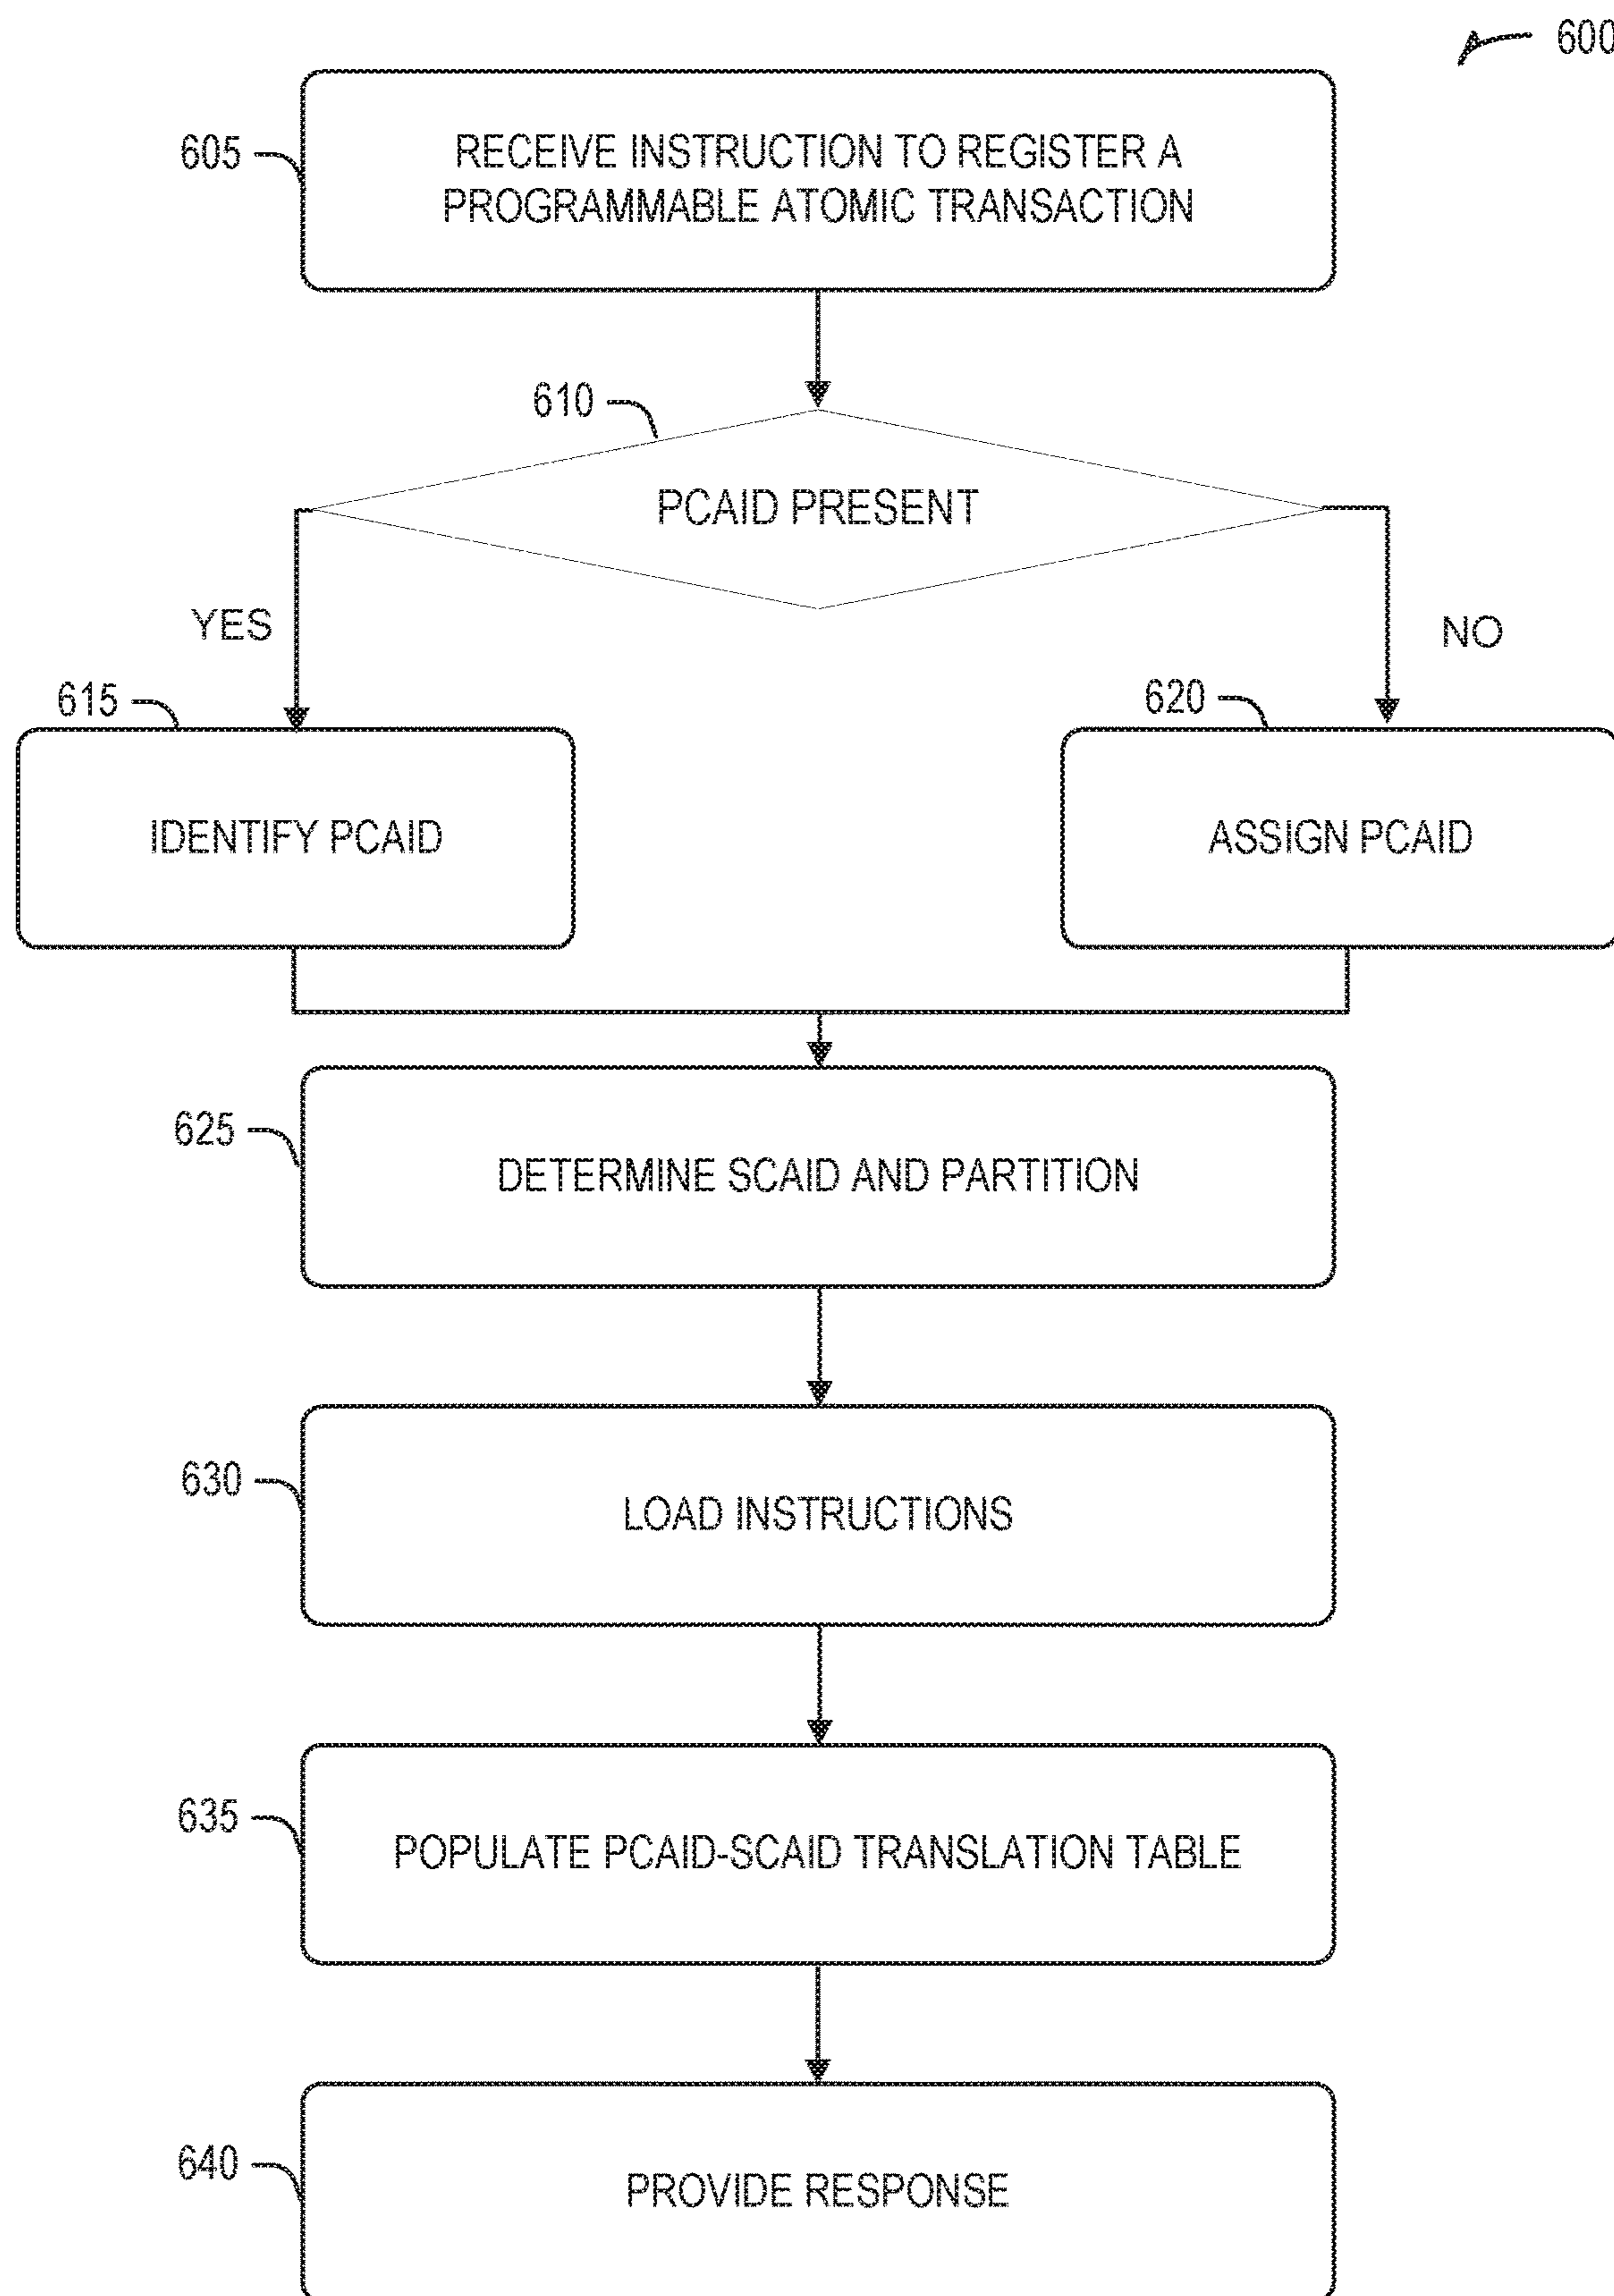 600
605
RECEIVE INSTRUCTION TO REGISTER A
PROGRAMMABLE ATOMIC TRANSACTION
610
PCAID PRESENT
YES
NO
615
620
IDENTIFY PCAID
ASSIGN PCAID
625
DETERMINE SCAID AND PARTITION
630
LOAD INSTRUCTIONS
635
POPULATE PCAID-SCAID TRANSLATION TABLE
640
PROVIDE RESPONSE